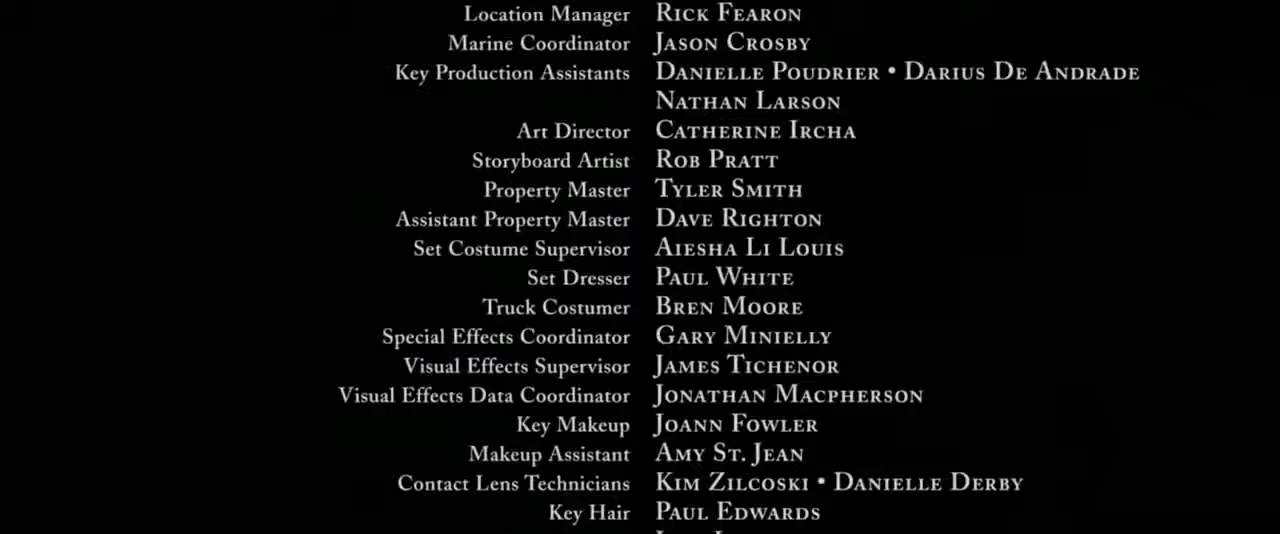 Location Manager Rick Fearon
Marine Coordinator Jason Crosby
Key Production Assistants Danielle Poudrier • Darius De Andrade
Nathan Larson
Art Director Catherine Ircha
Storyboard Artist Rob Pratt
Property Master Tyler Smith
Assistant Property Master Dave Righton
Set Costume Supervisor Aiesha Li Louis
Set Dresser Paul White
Truck Costumer Bren Moore
Special Effects Coordinator Gary Minielly
Visual Effects Supervisor James Tichenor
Visual Effects Data Coordinator Jonathan Macpherson
Key Makeup Joann Fowler
Makeup Assistant Amy St. Jean
Contact Lens Technicians Kim Zilcoski • Danielle Derby
Key Hair Paul Edwards